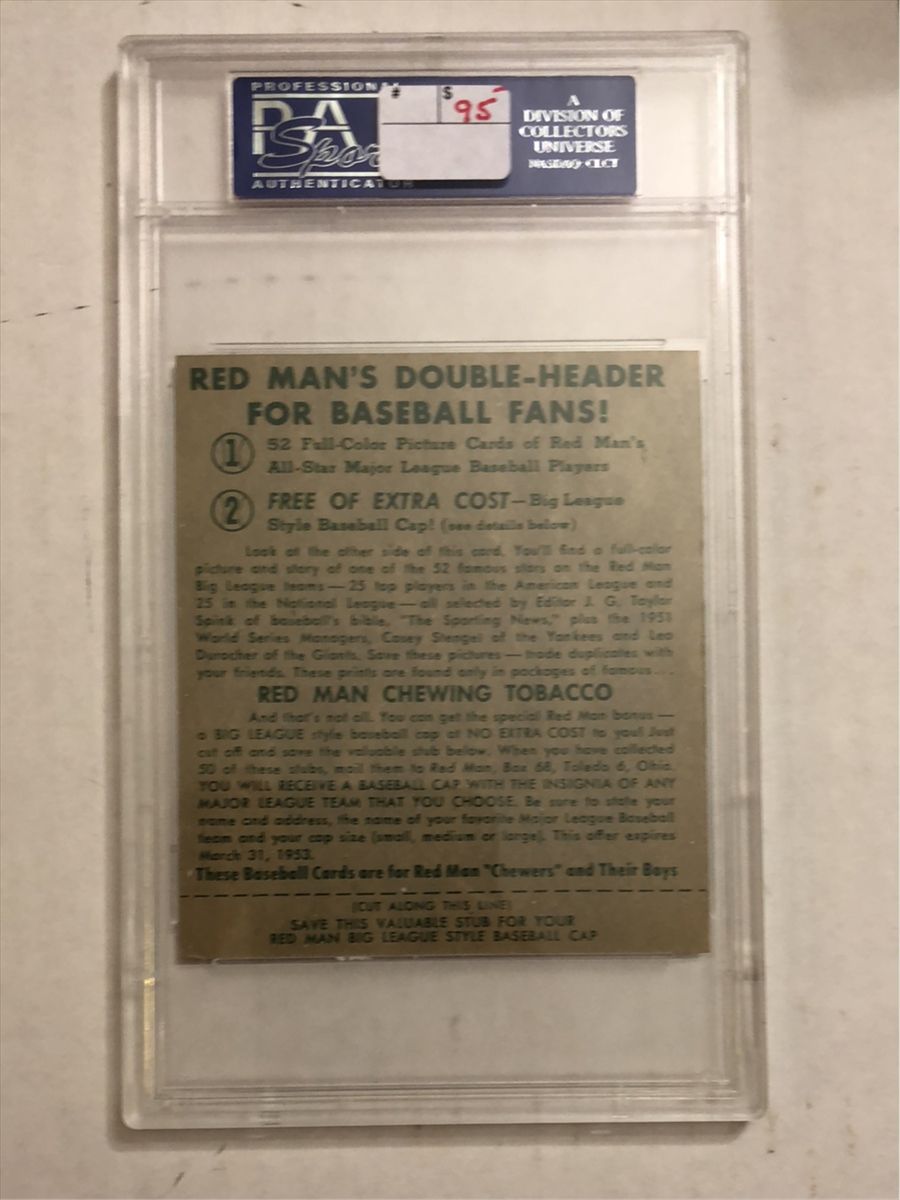 PROFESSIONAL
# $ 95
A
DIVISION OF
COLLECTORS
UNIVERSE
NASDAQ: CLCT
AUTHENTICATOR
RED MAN'S DOUBLE-HEADER
FOR BASEBALL FANS!
1 52 Full-Color Picture Cards of Red Man's
All-Star Major League Baseball Players
2 FREE OF EXTRA COST—Big League
Style Baseball Cap! (see details below)
Look at the other side of this card. You'll find a full-color
picture and story of one of the 52 famous stars on the Red Man
Big League teams — 25 top players in the American League and
25 in the National League — all selected by Editor J. G. Taylor
Spink of baseball's bible, "The Sporting News," plus the 1951
World Series Managers, Casey Stengel of the Yankees and Leo
Durocher of the Giants. Save these pictures — trade duplicates with
your friends. These prints are found only in packages of famous...
RED MAN CHEWING TOBACCO
And that's not all. You can get the special Red Man bonus —
a BIG LEAGUE style baseball cap at NO EXTRA COST to you! Just
cut off and save the valuable stub below. When you have collected
50 of these stubs, mail them to Red Man, Box 68, Toledo 6, Ohio.
YOU WILL RECEIVE A BASEBALL CAP WITH THE INSIGNIA OF ANY
MAJOR LEAGUE TEAM THAT YOU CHOOSE. Be sure to state your
name and address, the name of your favorite Major League Baseball
team and your cap size (small, medium or large). This offer expires
March 31, 1953.
These Baseball Cards are for Red Man "Chewers" and Their Boys
(CUT ALONG THIS LINE)
SAVE THIS VALUABLE STUB FOR YOUR
RED MAN BIG LEAGUE STYLE BASEBALL CAP